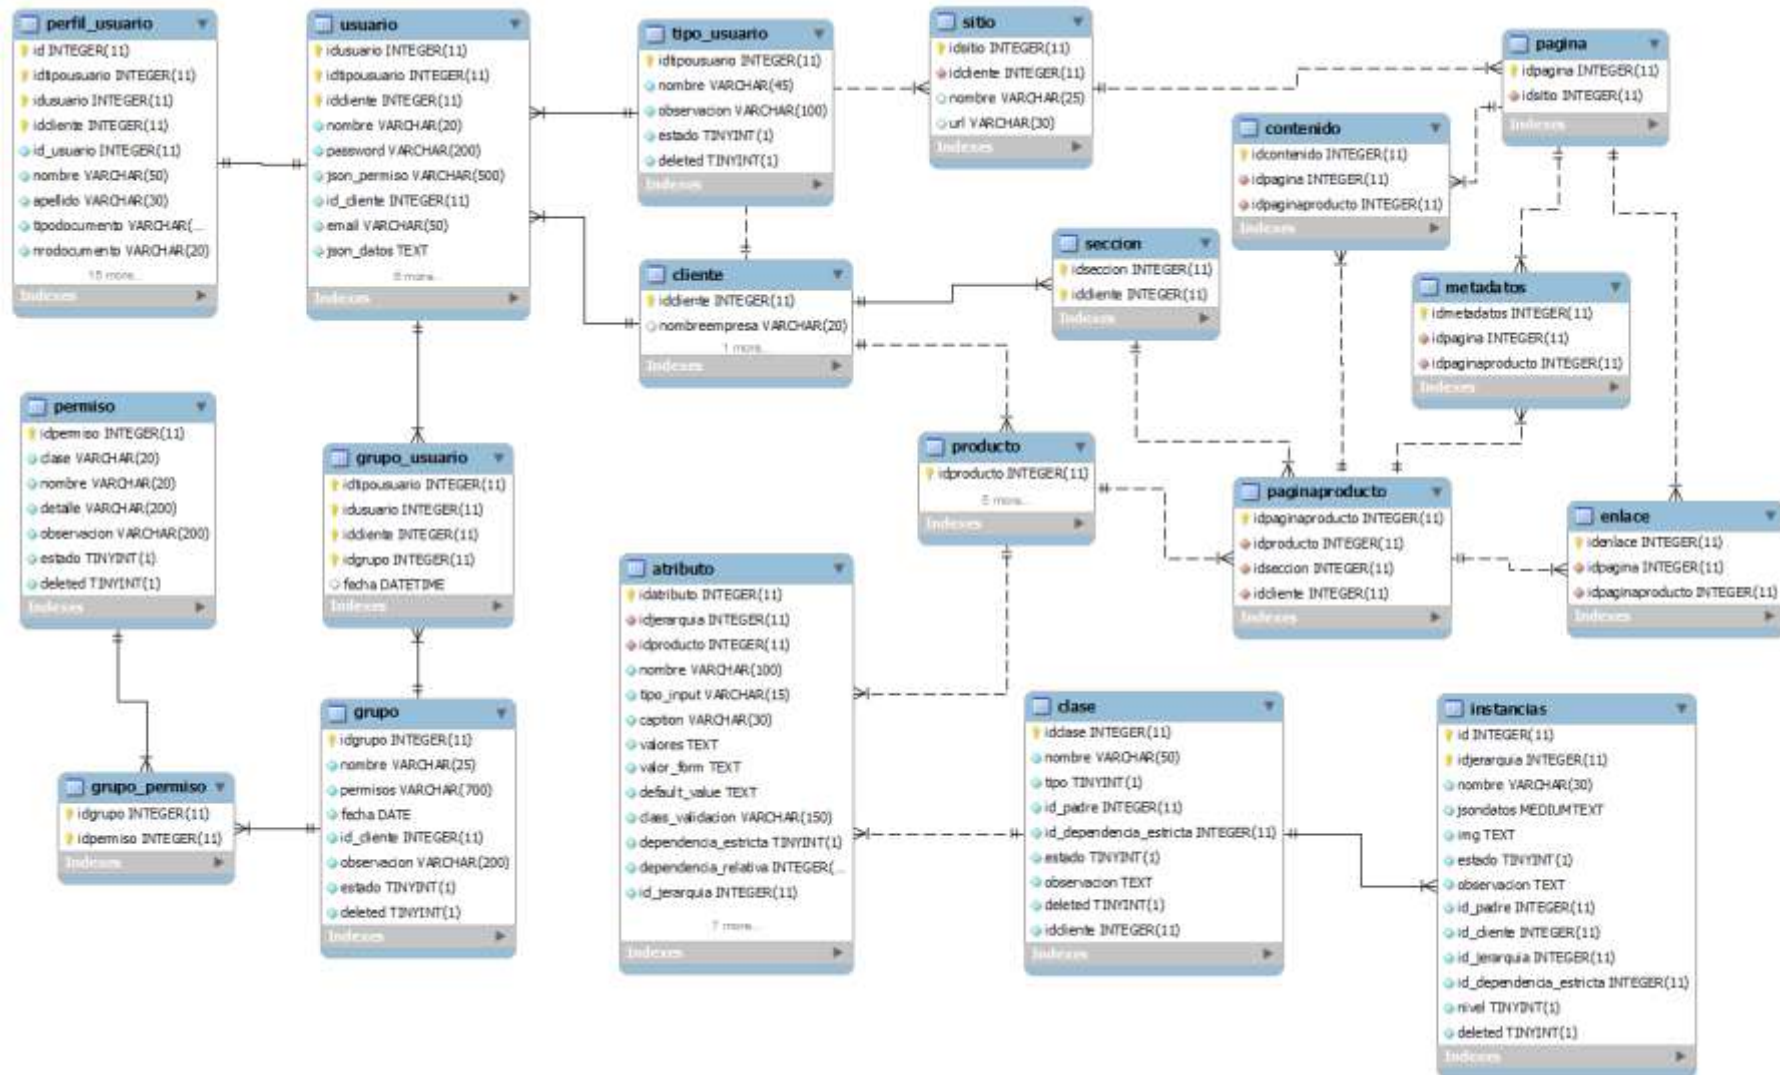 perfil_usuario
id INTEGER(11)
idtipousuario INTEGER(11)
idusuario INTEGER(11)
idcliente INTEGER(11)
id_usuario INTEGER(11)
nombre VARCHAR(50)
apellido VARCHAR(30)
tipodocumento VARCHAR(...
nrodocumento VARCHAR(20)
15 more...
Indexes
usuario
idusuario INTEGER(11)
idtipousuario INTEGER(11)
idcliente INTEGER(11)
nombre VARCHAR(20)
password VARCHAR(200)
json_permiso VARCHAR(500)
id_cliente INTEGER(11)
email VARCHAR(50)
json_datos TEXT
more...
Indexes
tipo_usuario
idtipousuario INTEGER(11)
nombre VARCHAR(45)
observacion VARCHAR(100)
estado TINYINT(1)
deleted TINYINT(1)
Indexes
sitio
idsitio INTEGER(11)
idcliente INTEGER(11)
nombre VARCHAR(25)
url VARCHAR(30)
Indexes
pagina
idpagina INTEGER(11)
idsitio INTEGER(11)
Indexes
contenido
idcontenido INTEGER(11)
idpagina INTEGER(11)
idpaginaproducto INTEGER(11)
Indexes
cliente
idcliente INTEGER(11)
nombreempresa VARCHAR(20)
1 more...
Indexes
seccion
idseccion INTEGER(11)
idcliente INTEGER(11)
Indexes
metadatos
idmetadatos INTEGER(11)
idpagina INTEGER(11)
idpaginaproducto INTEGER(11)
Indexes
permiso
idpermiso INTEGER(11)
clase VARCHAR(20)
nombre VARCHAR(20)
detalle VARCHAR(200)
observacion VARCHAR(200)
estado TINYINT(1)
deleted TINYINT(1)
Indexes
grupo_usuario
idtipousuario INTEGER(11)
idusuario INTEGER(11)
idcliente INTEGER(11)
idgrupo INTEGER(11)
fecha DATETIME
Indexes
producto
idproducto INTEGER(11)
more...
Indexes
paginaproducto
idpaginaproducto INTEGER(11)
idproducto INTEGER(11)
idseccion INTEGER(11)
idcliente INTEGER(11)
Indexes
enlace
idenlace INTEGER(11)
idpagina INTEGER(11)
idpaginaproducto INTEGER(11)
Indexes
atributo
idatributo INTEGER(11)
idjerarquia INTEGER(11)
idproducto INTEGER(11)
nombre VARCHAR(100)
tipo_input VARCHAR(15)
caption VARCHAR(30)
valores TEXT
valor_form TEXT
default_value TEXT
class_validacion VARCHAR(150)
dependencia_estricta TINYINT(1)
dependencia_relativa INTEGER(...
id_jerarquia INTEGER(11)
7 more...
Indexes
grupo_permiso
idgrupo INTEGER(11)
idpermiso INTEGER(11)
Indexes
grupo
idgrupo INTEGER(11)
nombre VARCHAR(25)
permisos VARCHAR(700)
fecha DATE
id_cliente INTEGER(11)
observacion VARCHAR(200)
estado TINYINT(1)
deleted TINYINT(1)
Indexes
clase
idclase INTEGER(11)
nombre VARCHAR(50)
tipo TINYINT(1)
id_padre INTEGER(11)
id_dependencia_estricta INTEGER(11)
estado TINYINT(1)
observacion TEXT
deleted TINYINT(1)
idcliente INTEGER(11)
Indexes
instancias
id INTEGER(11)
idjerarquia INTEGER(11)
nombre VARCHAR(30)
jsondatos MEDIUMTEXT
img TEXT
estado TINYINT(1)
observacion TEXT
id_padre INTEGER(11)
id_cliente INTEGER(11)
id_jerarquia INTEGER(11)
id_dependencia_estricta INTEGER(11)
nivel TINYINT(1)
deleted TINYINT(1)
Indexes